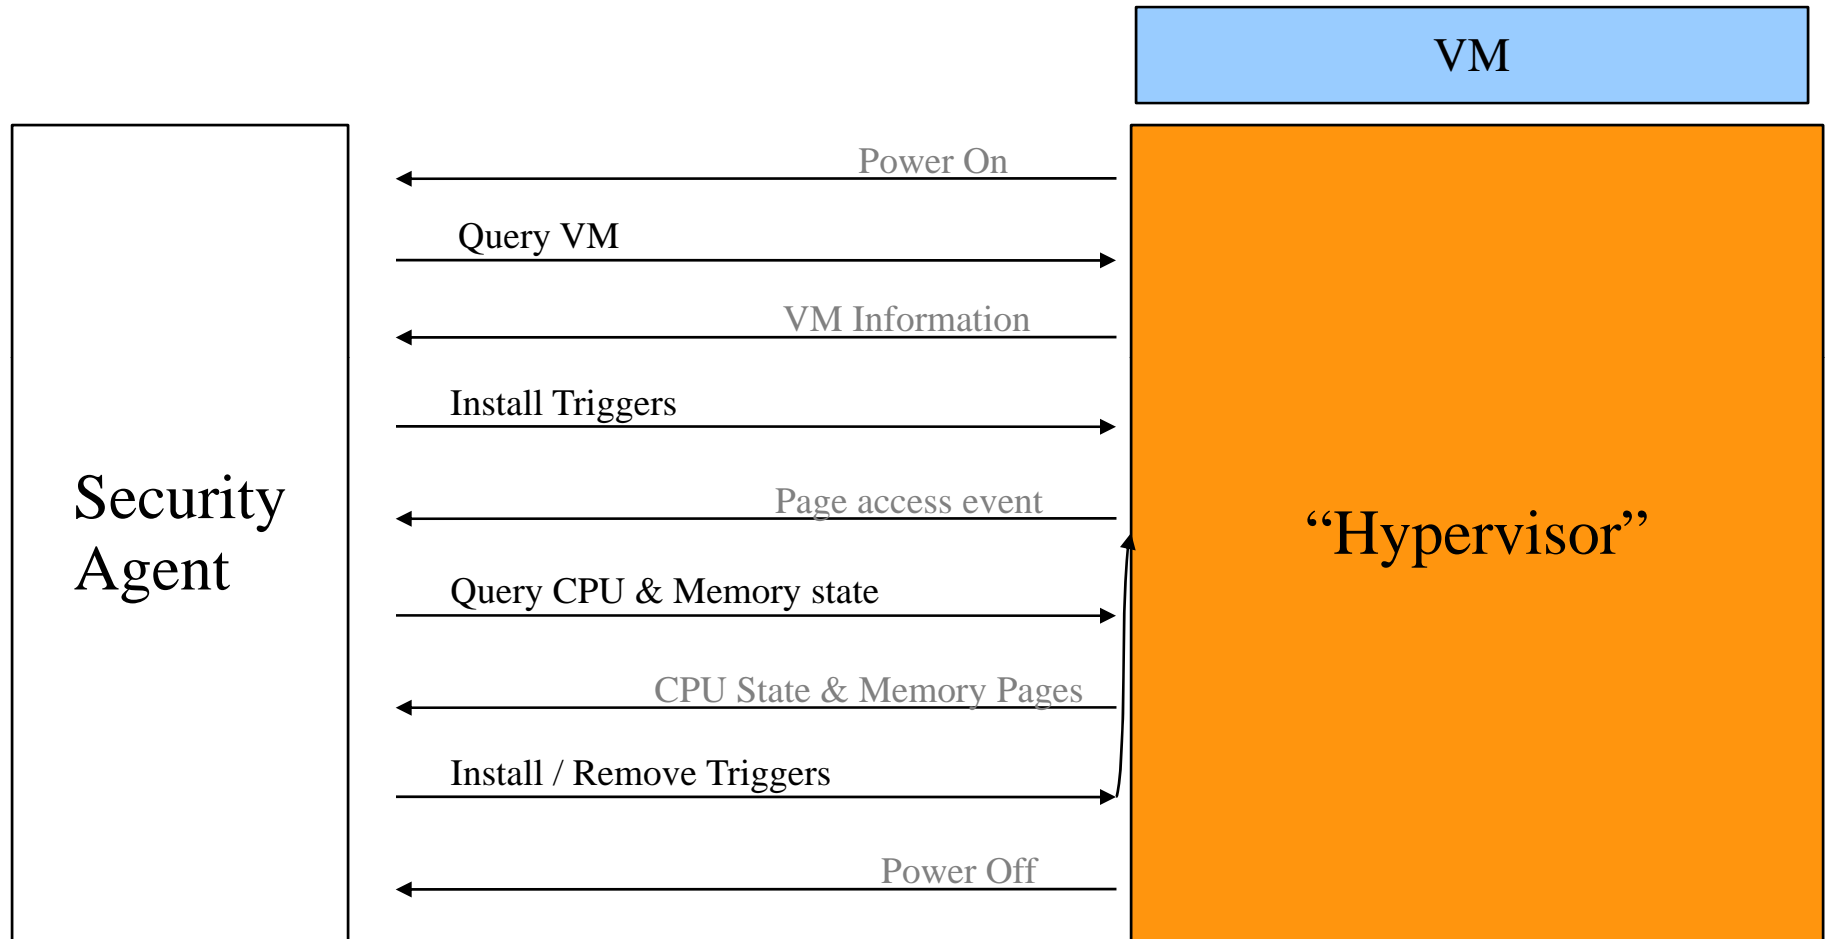 VM
Power On
Query VM
VM Information
Install Triggers
Security
Agent
Page access event
“Hypervisor”
Query CPU & Memory state
CPU State & Memory Pages
Install / Remove Triggers
Power Off